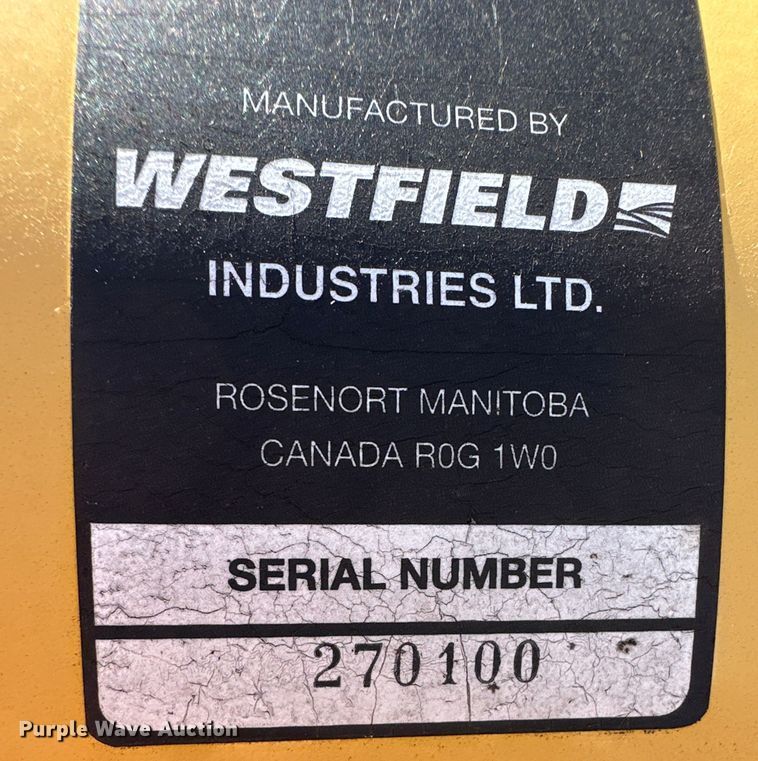 MANUFACTURED BY
WESTFIELD
INDUSTRIES LTD.
ROSENORT MANITOBA
CANADA R0G 1W0
SERIAL NUMBER
270100
Purple Wave Auction